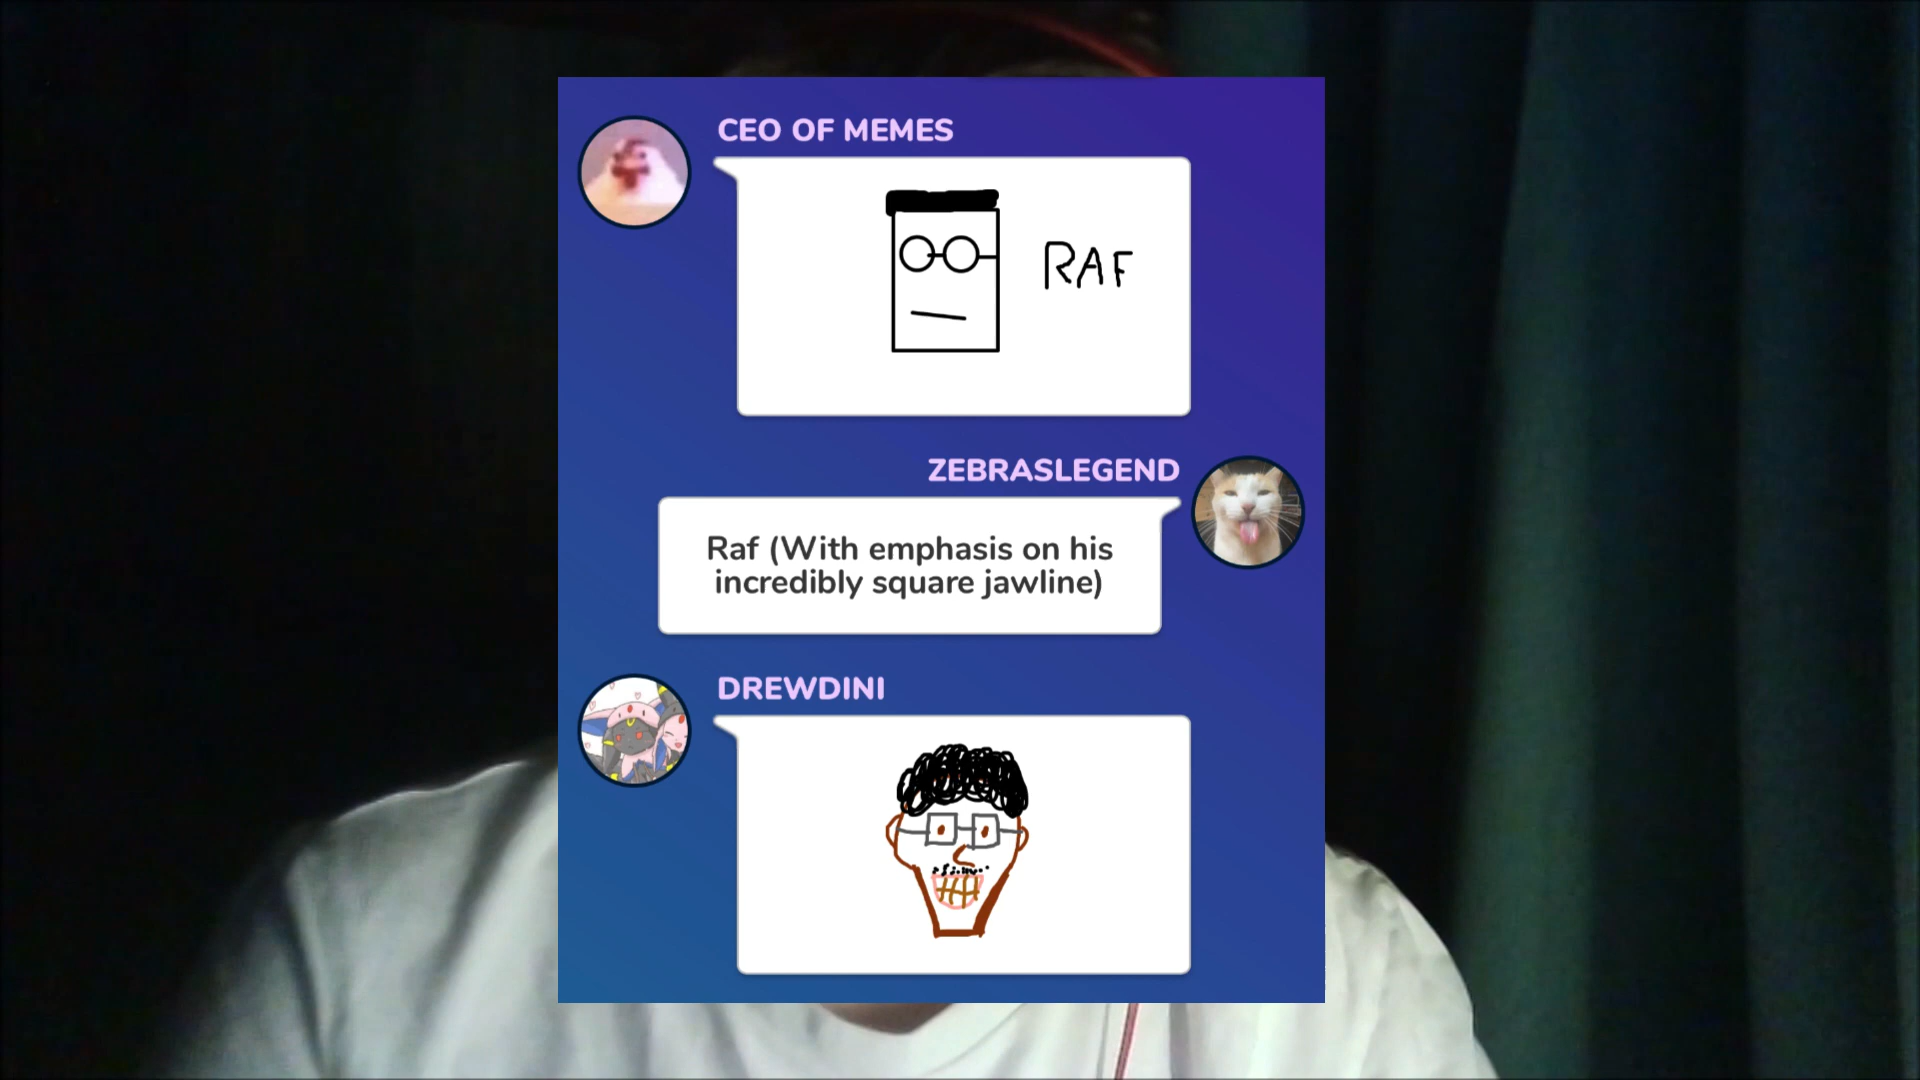 CEO OF MEMES
RAF
ZEBRASLEGEND
Raf (With emphasis on his
incredibly square jawline)
DREWDINI